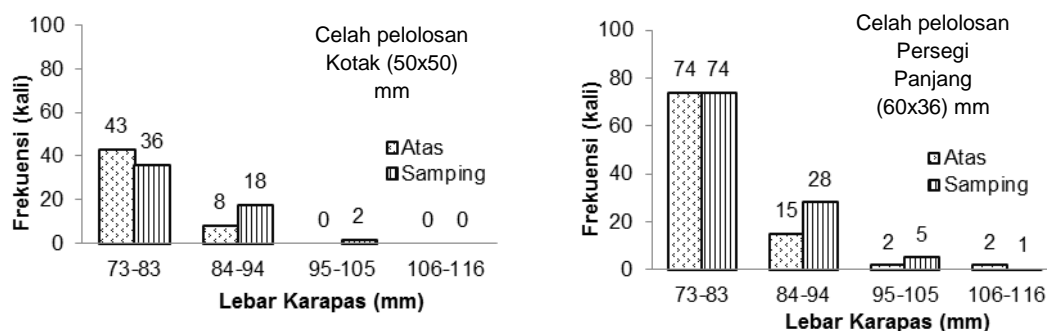 Celah pelolosan
Kotak (50x50)
mm
Frekuensi (kali)
100
80
60
40
20
0
43
36
8
18
0
2
0
0
Atas
Samping
73-83
84-94
95-105
106-116
Lebar Karapas (mm)
Celah pelolosan
Persegi
Panjang
(60x36) mm
Frekuensi (kali)
100
80
60
40
20
0
74
74
15
28
2
5
2
1
Atas
Samping
73-83
84-94
95-105
106-116
Lebar Karapas (mm)